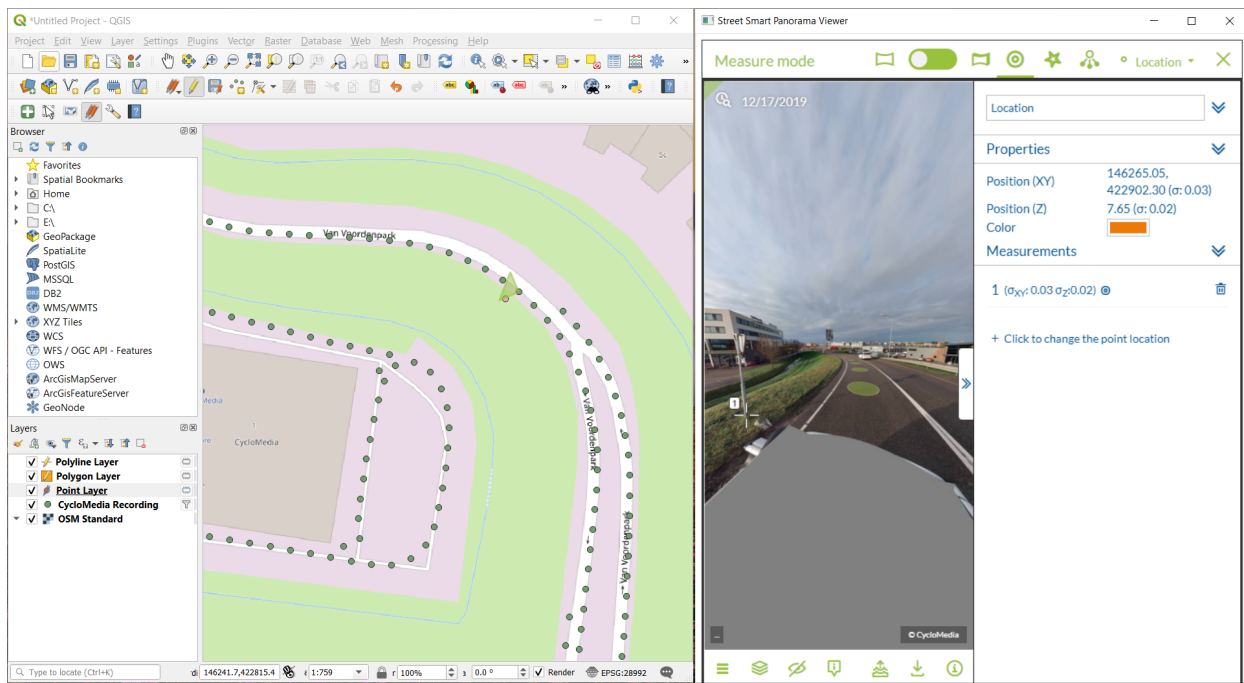 *Untitled Project - QGIS
Project Edit View Layer Settings Plugins Vector Raster Database Web Mesh Processing Help
Browser
Favorites
Spatial Bookmarks
Home
C:\
E:\
GeoPackage
SpatiaLite
PostGIS
MSSQL
DB2
WMS/WMTS
XYZ Tiles
WCS
WFS / OGC API - Features
OWS
ArcGisMapServer
ArcGisFeatureServer
GeoNode
Layers
Polyline Layer
Polygon Layer
Point Layer
CycloMedia Recording
OSM Standard
Van Voordenpark
5c
Media
1
CycloMedia
Van Voordenpark
Van Voordenpark
Type to locate (Ctrl+K)
146241.7,422815.4
1:759
100%
0.0 °
Render
EPSG:28992
Street Smart Panorama Viewer
Measure mode
Location
12/17/2019
1
© CycloMedia
Location
Properties
Position (XY)
146265.05,
422902.30 (σ: 0.03)
Position (Z)
7.65 (σ: 0.02)
Color
Measurements
1 (σXY: 0.03 σZ:0.02)
+ Click to change the point location